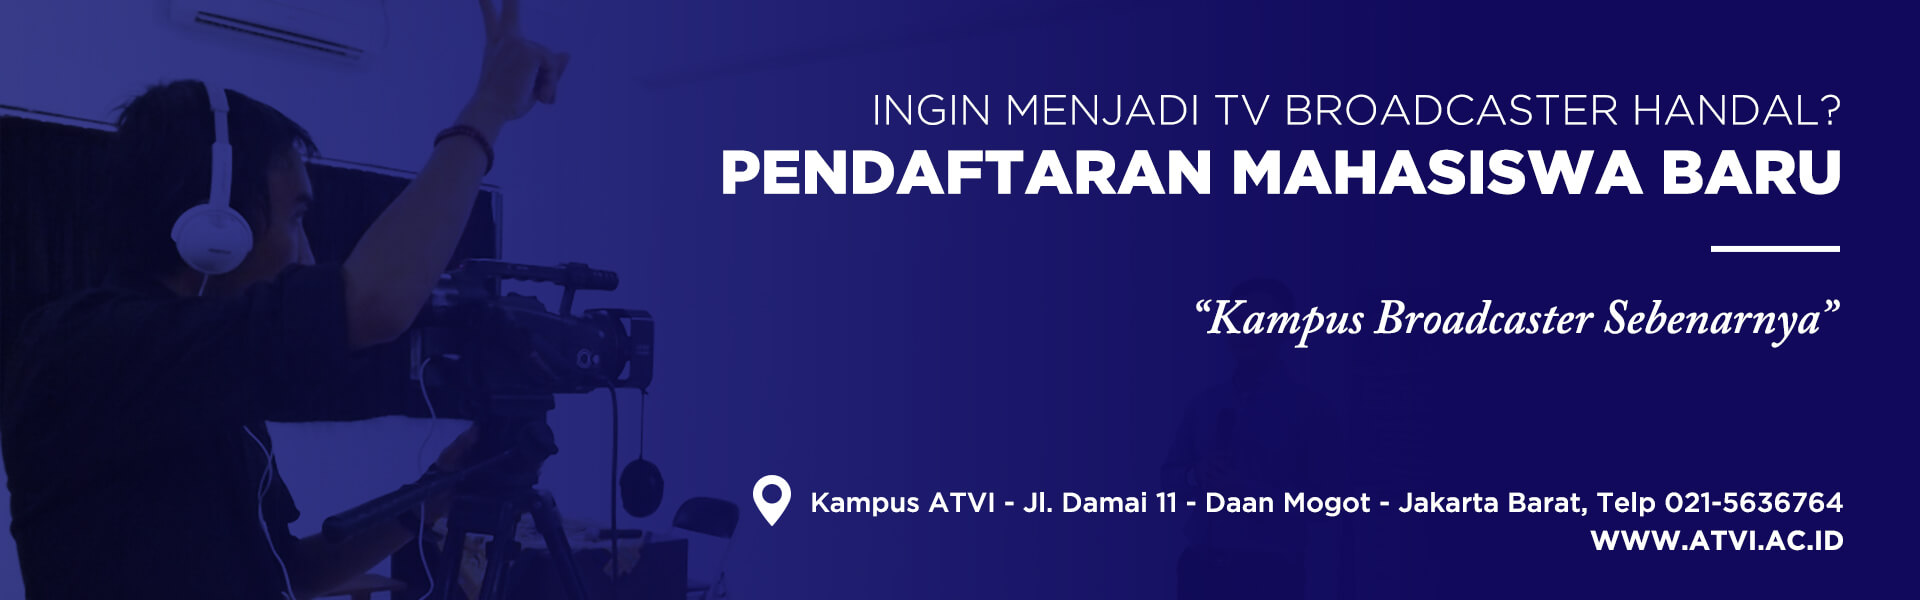 INGIN MENJADI TV BROADCASTER HANDAL?
PENDAFTARAN MAHASISWA BARU
“Kampus Broadcaster Sebenarnya”
Kampus ATVI - Jl. Damai 11 - Daan Mogot - Jakarta Barat, Telp 021-5636764
WWW.ATVI.AC.ID